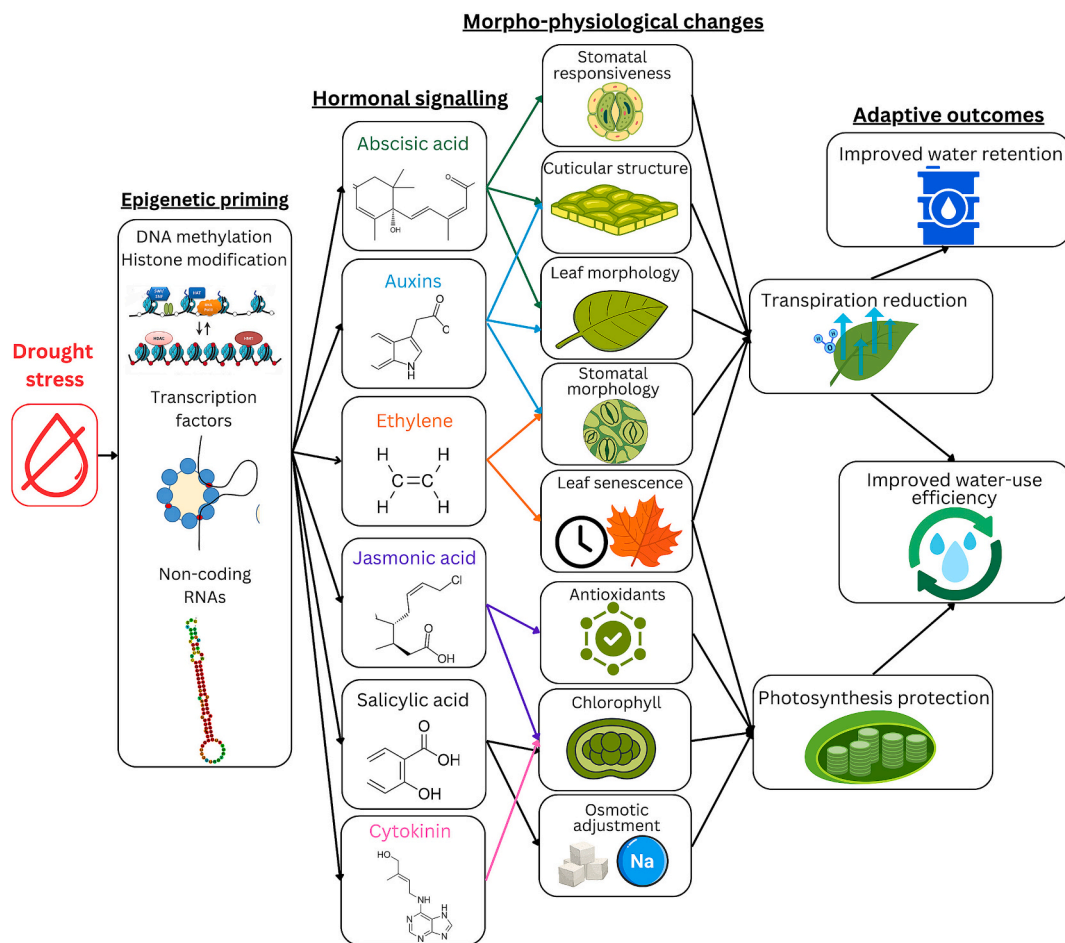 Morpho-physiological changes
Hormonal signalling
Adaptive outcomes
Epigenetic priming
Drought
stress
DNA methylation
Histone modification
HDAC
Transcription
factors
Non-coding
RNAs
Abscisic acid
O
OH
Auxins
O
C
N
H
Ethylene
H
H
C=C
H
H
Jasmonic acid
Cl
O
OH
Salicylic acid
O
OH
OH
Cytokinin
HO
NH
N
H
N
N
N
Stomatal
responsiveness
Cuticular structure
Leaf morphology
Stomatal
morphology
Leaf senescence
Antioxidants
Chlorophyll
Osmotic
adjustment
Na
Transpiration reduction
H
O
H
Photosynthesis protection
Improved water retention
Improved water-use
efficiency